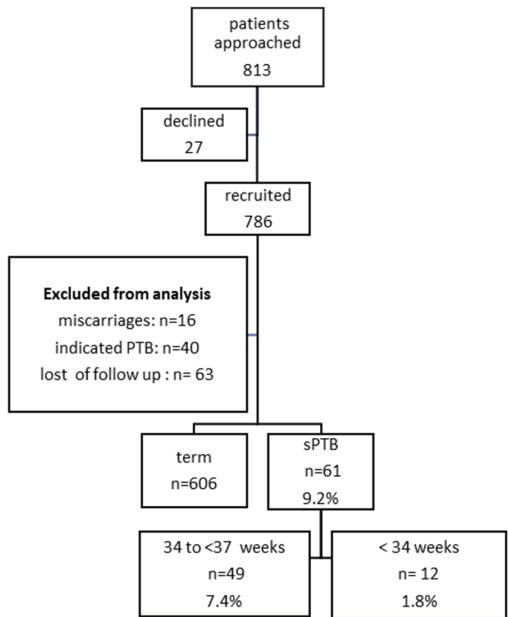 patients
approached
813
declined
27
recruited
786
Excluded from analysis
miscarriages: n=16
indicated PTB: n=40
lost of follow up : n= 63
term
n=606
sPTB
n=61
9.2%
34 to <37 weeks
n=49
7.4%
< 34 weeks
n= 12
1.8%